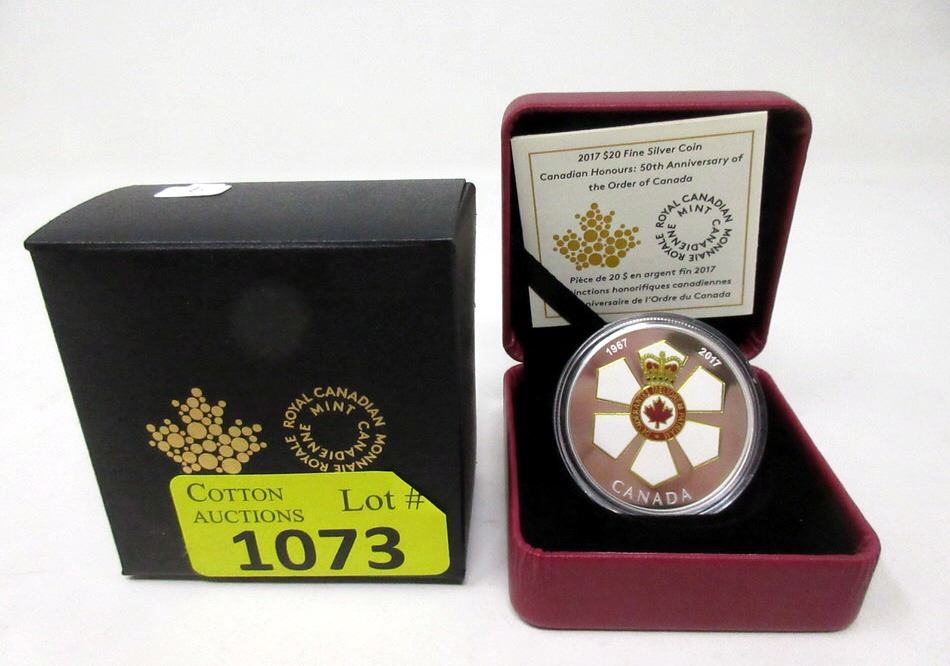 ROYAL CANADIAN
MINT
MONNAIE ROYALE
CANADIENNE
COTTON
AUCTIONS
Lot #
1073
2017 $20 Fine Silver Coin
Canadian Honours: 50th Anniversary of
the Order of Canada
ROYAL CANADIAN
MINT
MONNAIE ROYALE
CANADIENNE
Pièce de 20 $ en argent fin 2017
inctions honorifiques canadiennes
niversaire de l'Ordre du Canada
1967
2017
CANADA